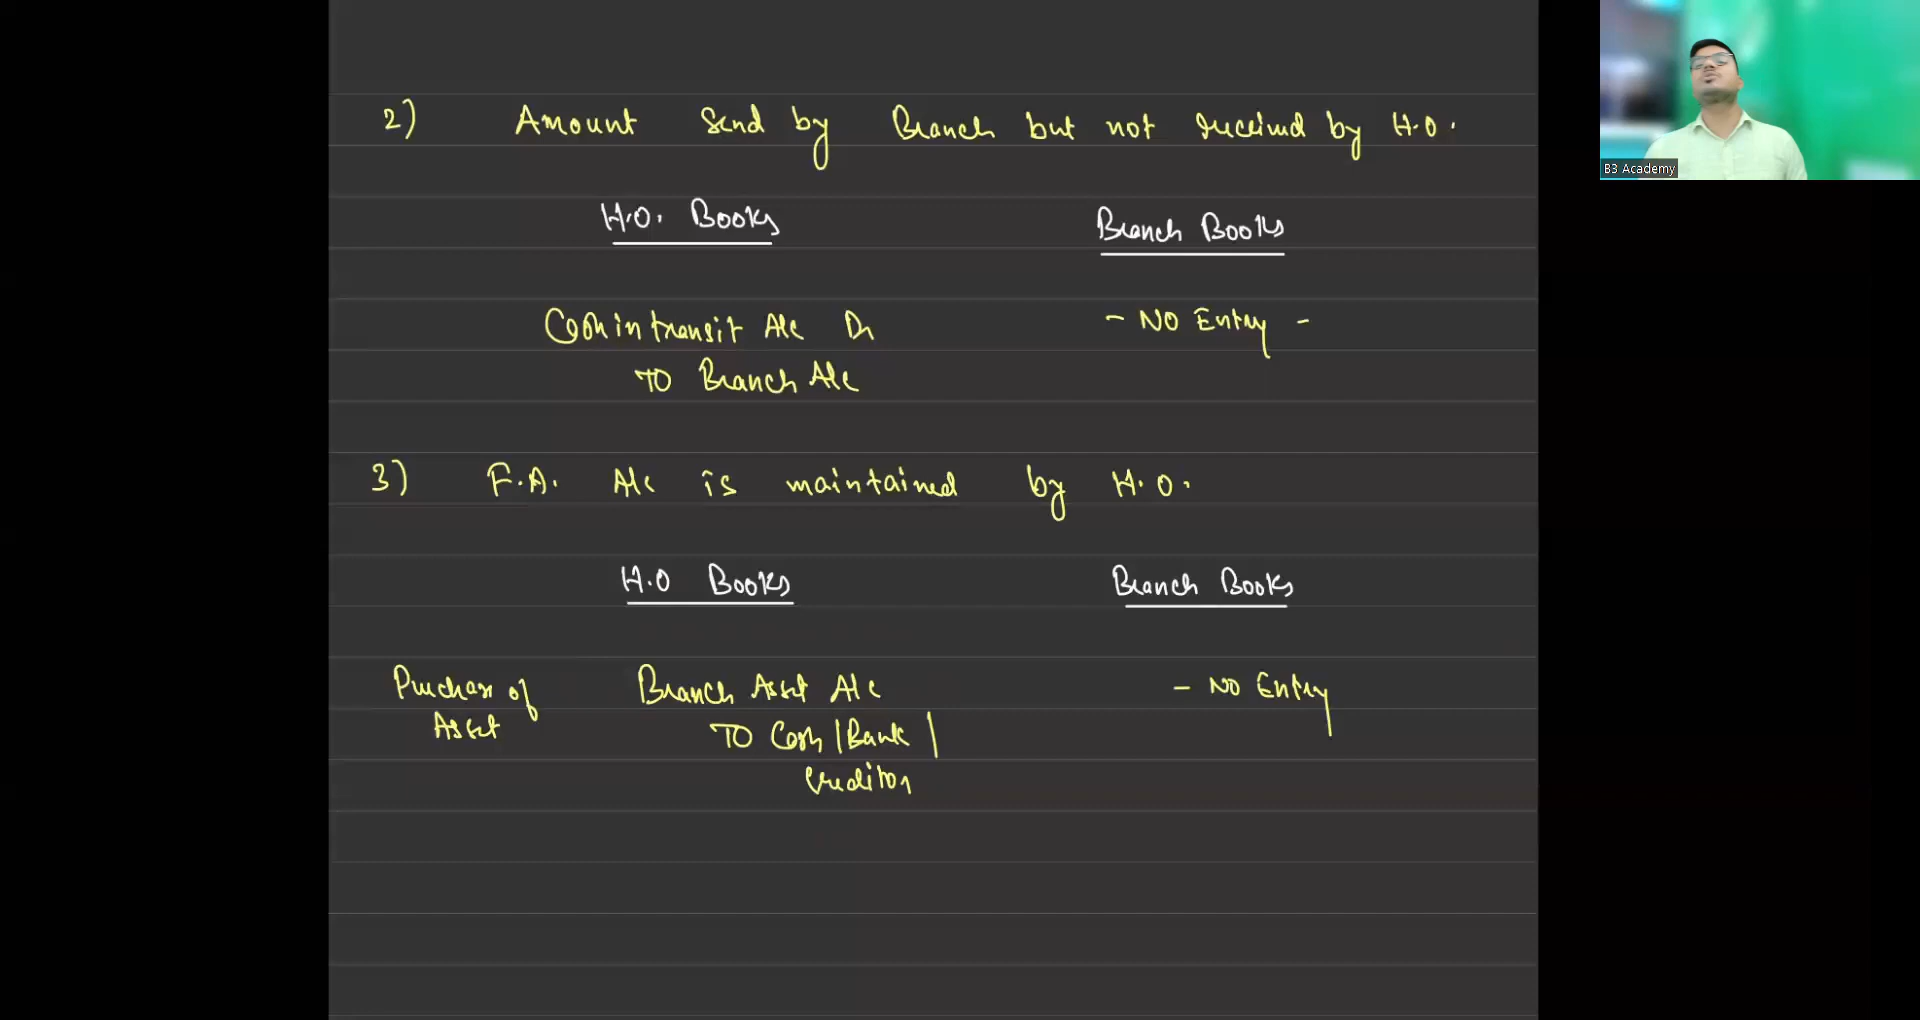 2) Amount Send by Branch but not received by H.O.
H.O. Books Branch Books
Cash in transit A/c Dr - NO Entry -
TO Branch A/c
3) F.A. A/c is maintained by H.O.
H.O Books Branch Books
Purchase of Branch Asset A/c - NO Entry
Asset TO Cash | Bank |
Creditor
B3 Academy